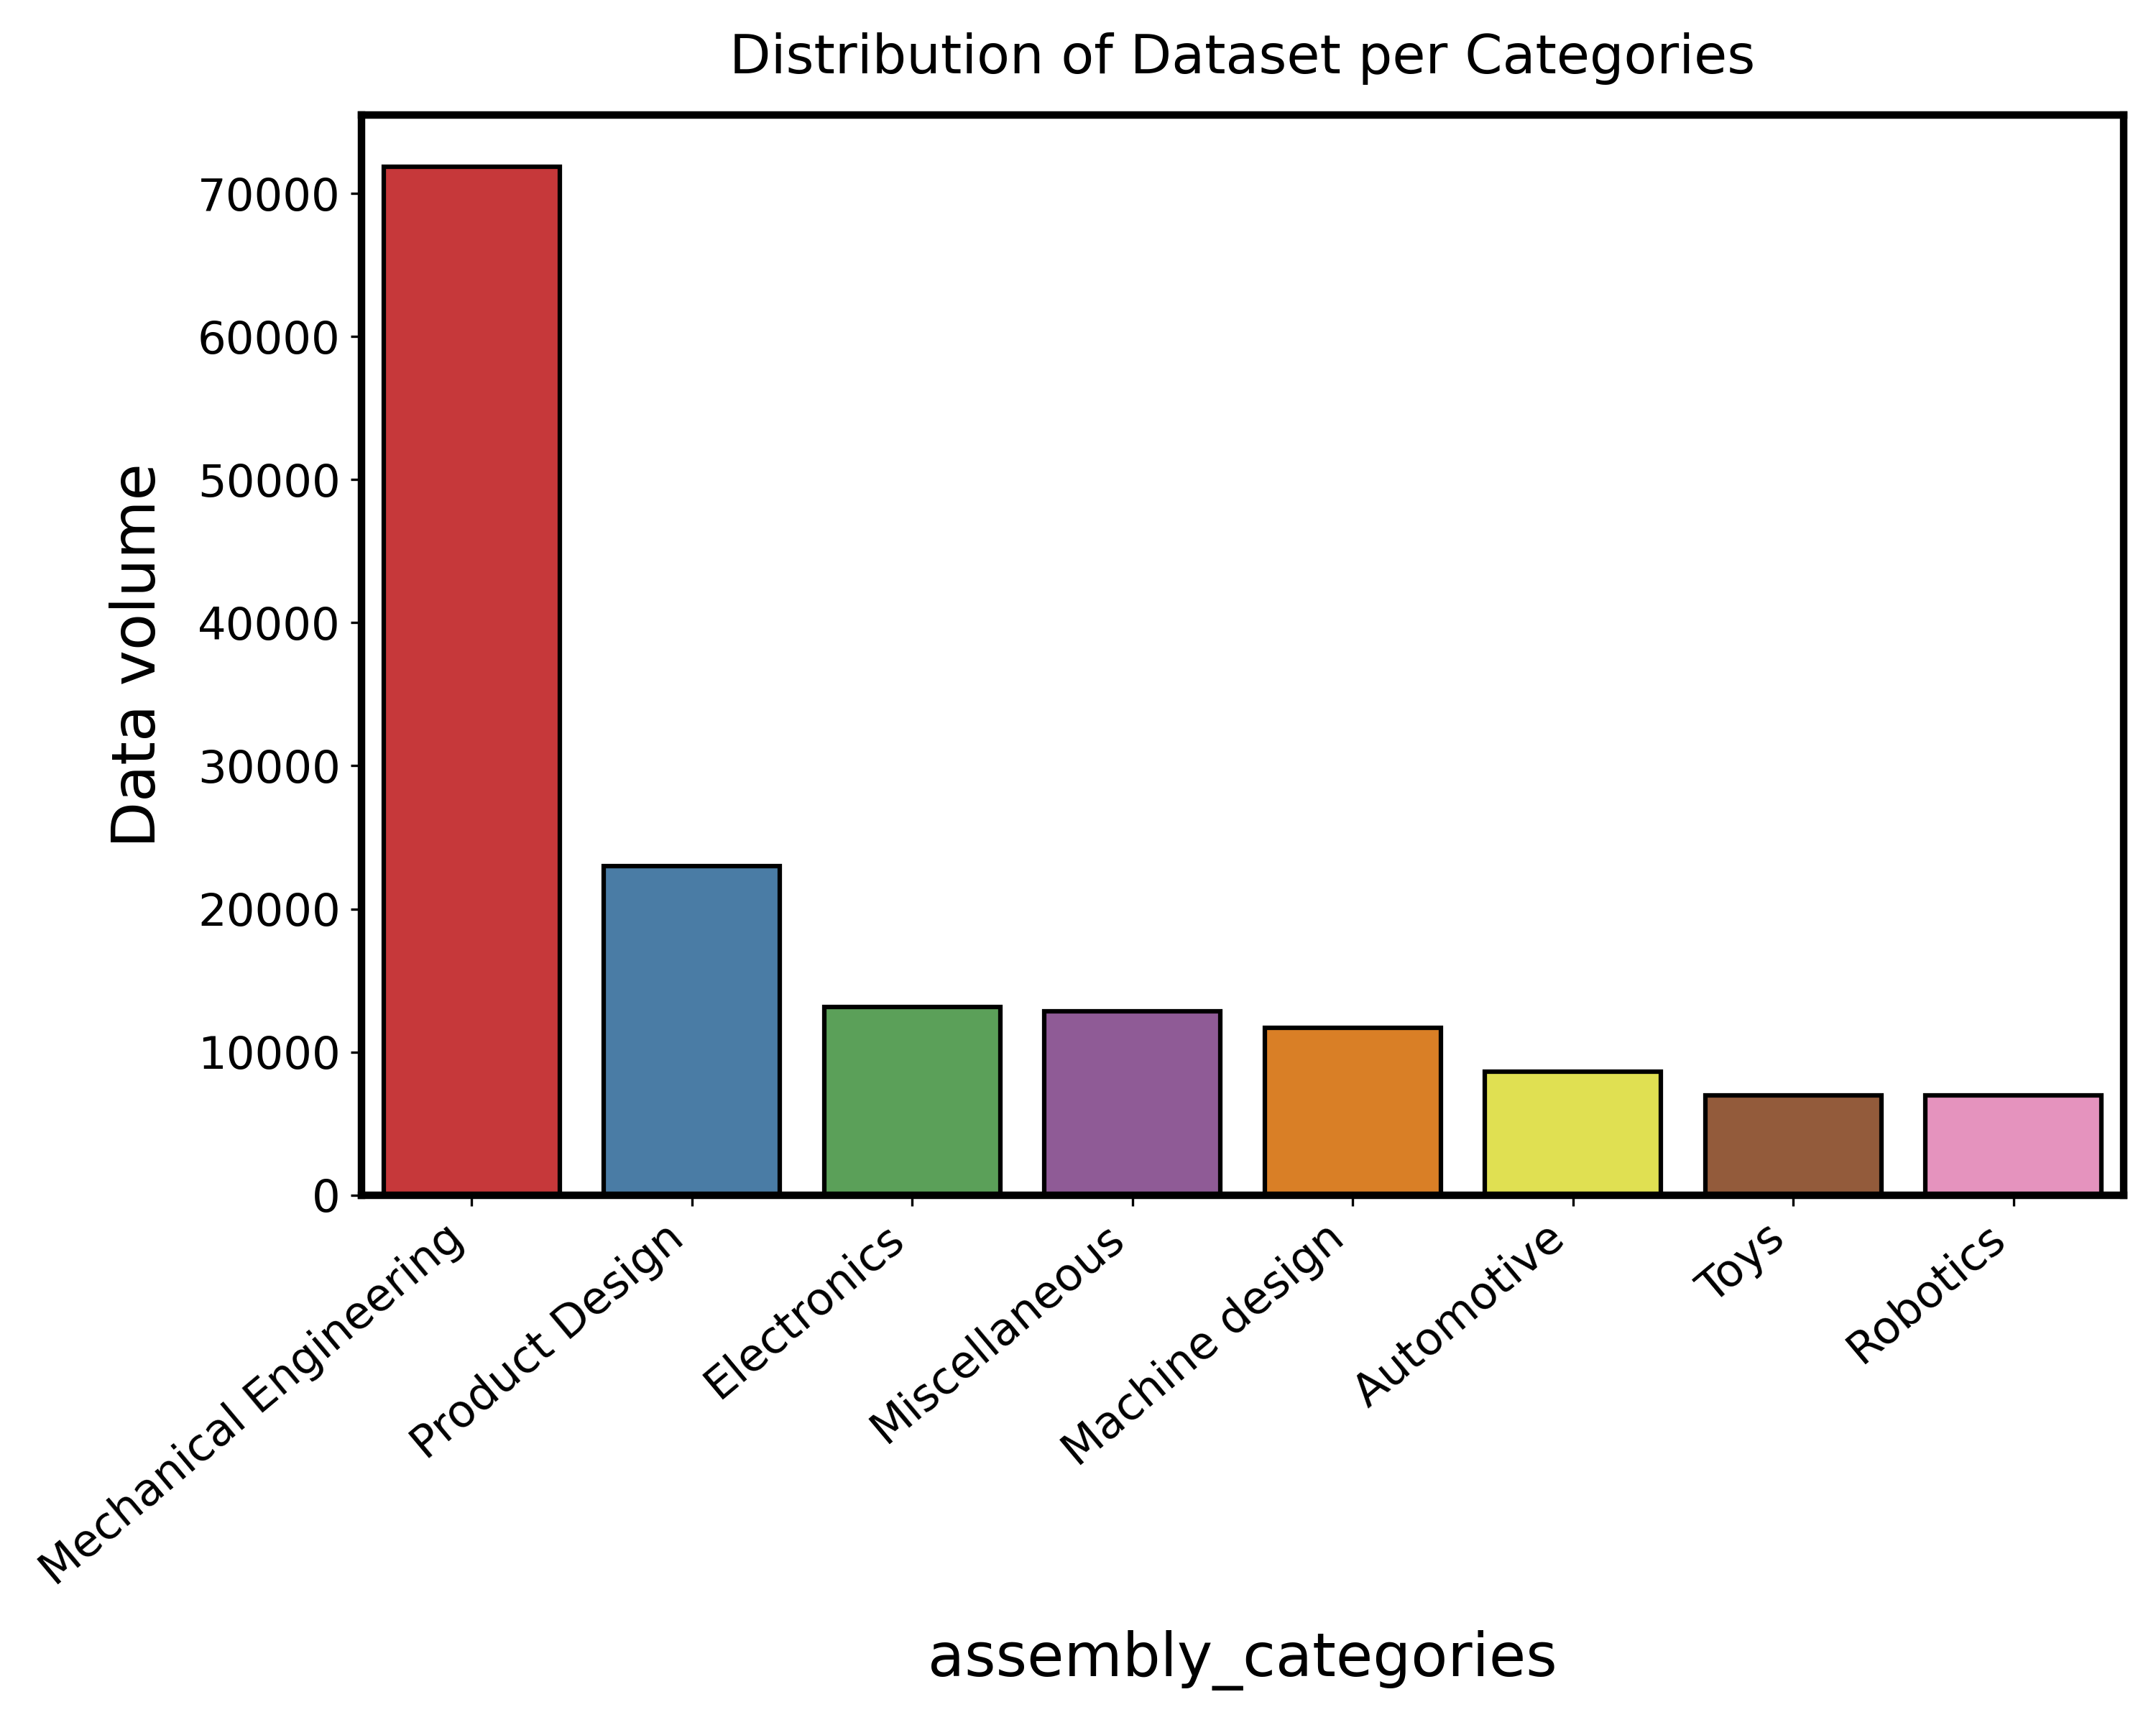 Distribution of Dataset per Categories
Data volume
70000
60000
50000
40000
30000
20000
10000
0
Mechanical Engineering
Product Design
Electronics
Miscellaneous
Machine design
Automotive
Toys
Robotics
assembly_categories